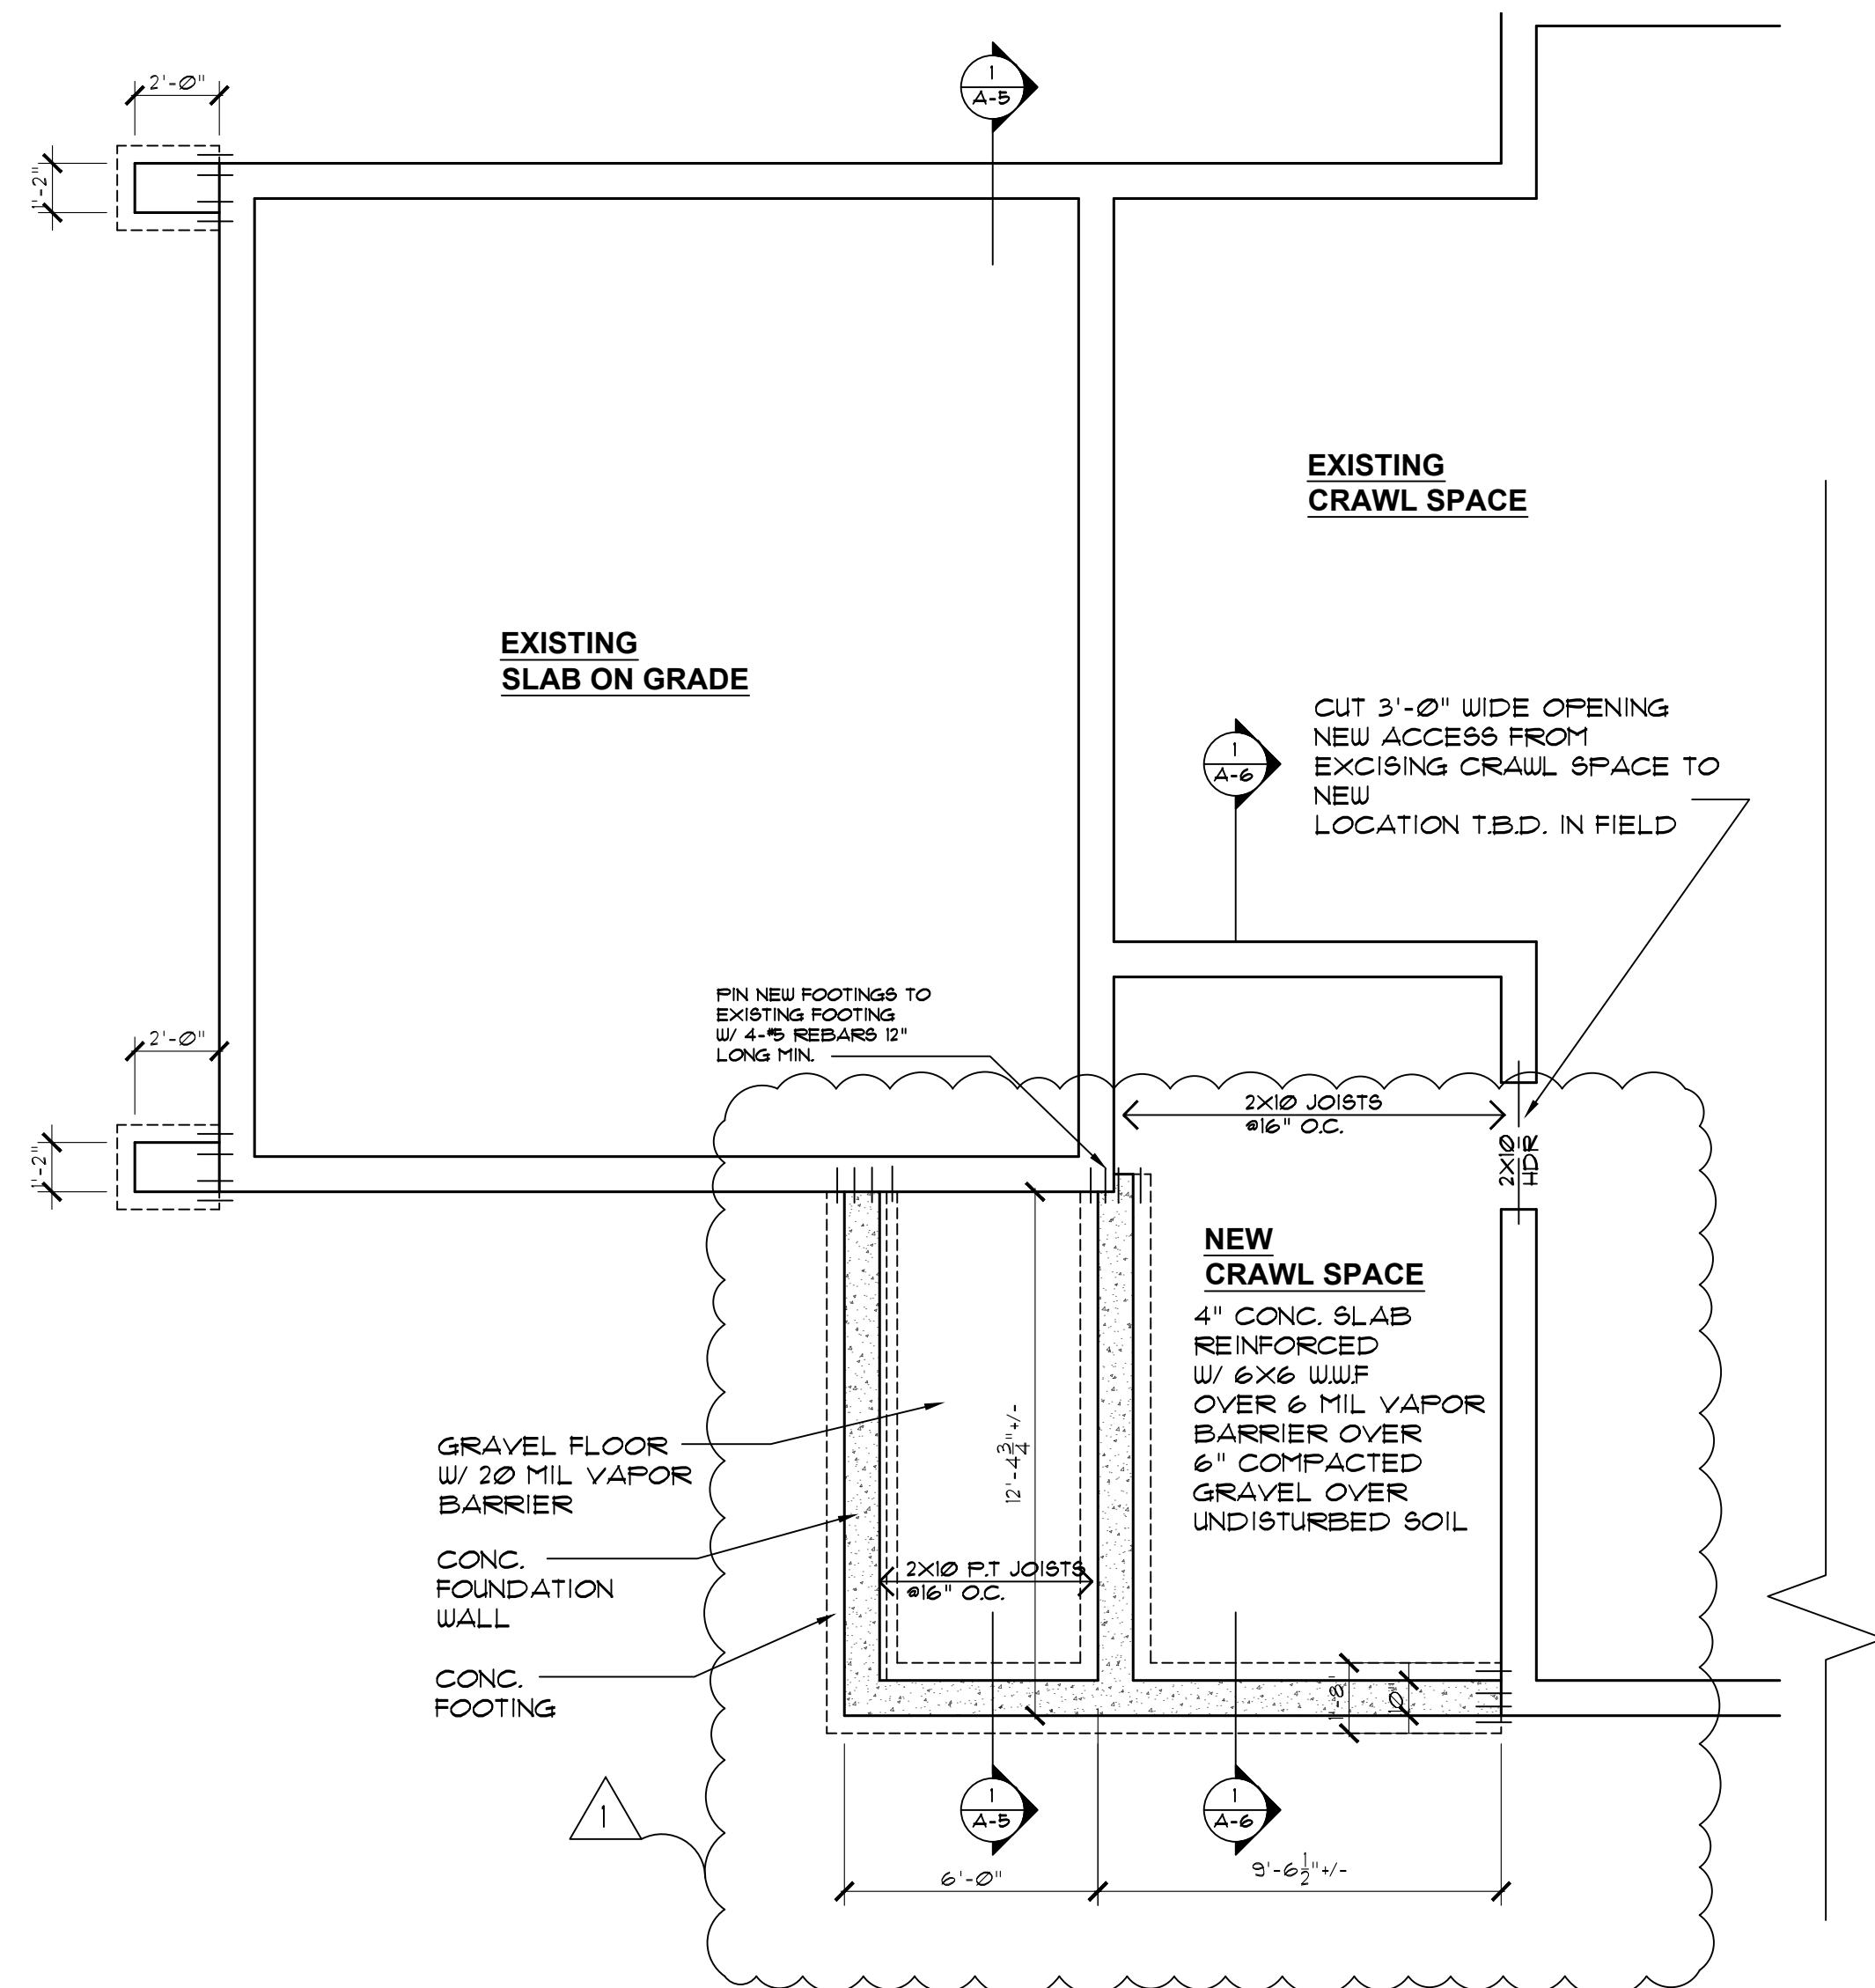 1
A-5
2'-0"
1'-2"
EXISTING
CRAWL SPACE
EXISTING
SLAB ON GRADE
CUT 3'-0" WIDE OPENING
NEW ACCESS FROM
EXCISING CRAWL SPACE TO
NEW
LOCATION T.B.D. IN FIELD
1
A-6
PIN NEW FOOTINGS TO
EXISTING FOOTING
W/ 4-#5 REBARS 12"
LONG MIN.
2'-0"
1'-2"
2X10 JOISTS
@16" O.C.
2X10
HDR
NEW
CRAWL SPACE
4" CONC. SLAB
REINFORCED
W/ 6X6 W.W.F
OVER 6 MIL VAPOR
BARRIER OVER
6" COMPACTED
GRAVEL OVER
UNDISTURBED SOIL
GRAVEL FLOOR
W/ 20 MIL VAPOR
BARRIER
12'-4 3/4"+/-
CONC.
FOUNDATION
WALL
2X10 P.T JOISTS
@16" O.C.
CONC.
FOOTING
1'-8"
10"
1
1
A-5
1
A-6
6'-0"
9'-6 1/2"+/-